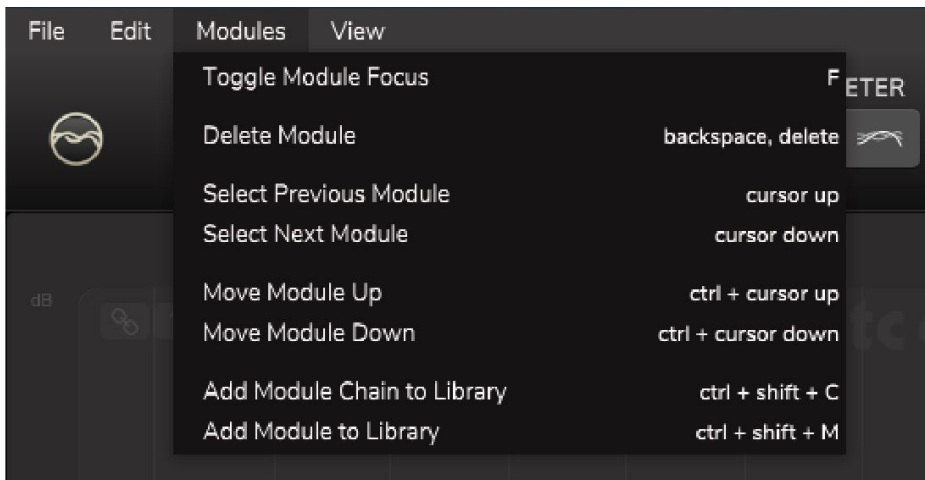 File Edit Modules View
Toggle Module Focus F
ETER
Delete Module backspace, delete
Select Previous Module cursor up
Select Next Module cursor down
dB
Move Module Up ctrl + cursor up
Move Module Down ctrl + cursor down
tc
Add Module Chain to Library ctrl + shift + C
Add Module to Library ctrl + shift + M